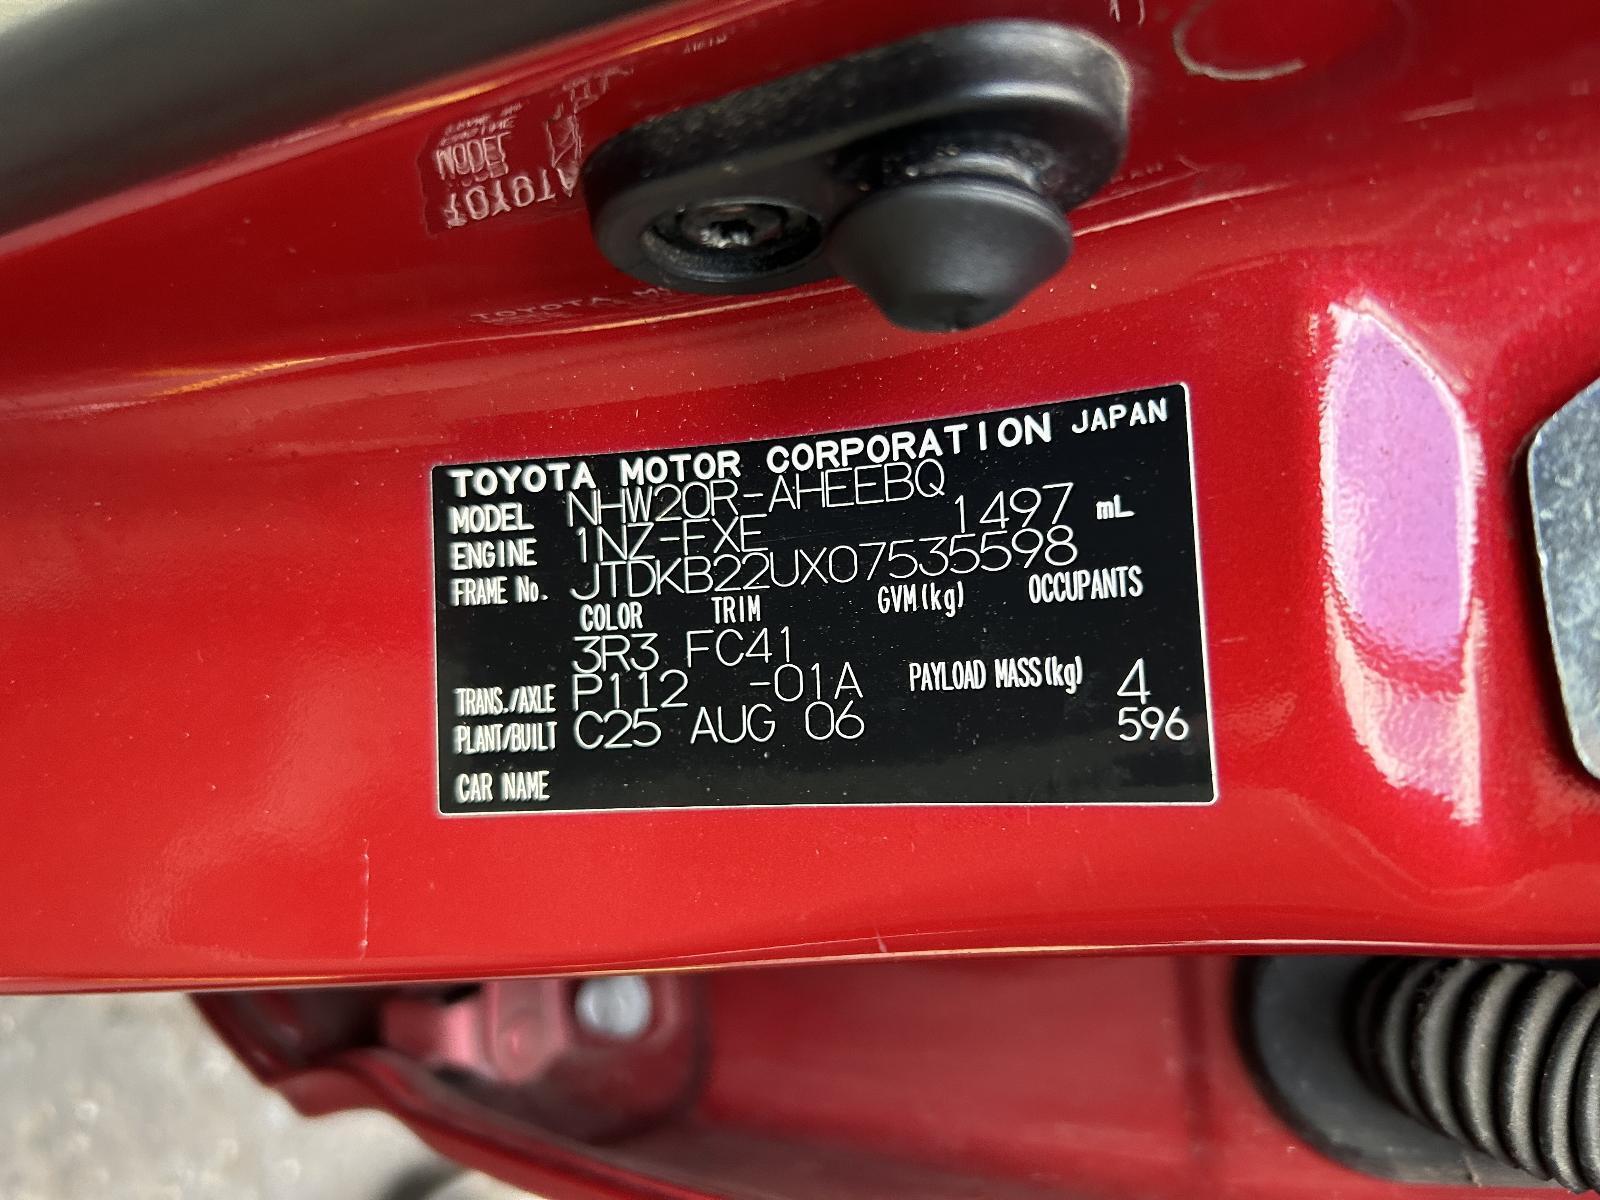 TOYOTA MOTOR CORPORATION JAPAN
MODEL NHW20R-AHEEBQ
ENGINE 1NZ-FXE 1497 mL
FRAME No. JTDKB22UX07535598
COLOR TRIM GVM(kg) OCCUPANTS
3R3 FC41
TRANS./AXLE P112 -01A PAYLOAD MASS(kg) 4
PLANT/BUILT C25 AUG 06 596
CAR NAME